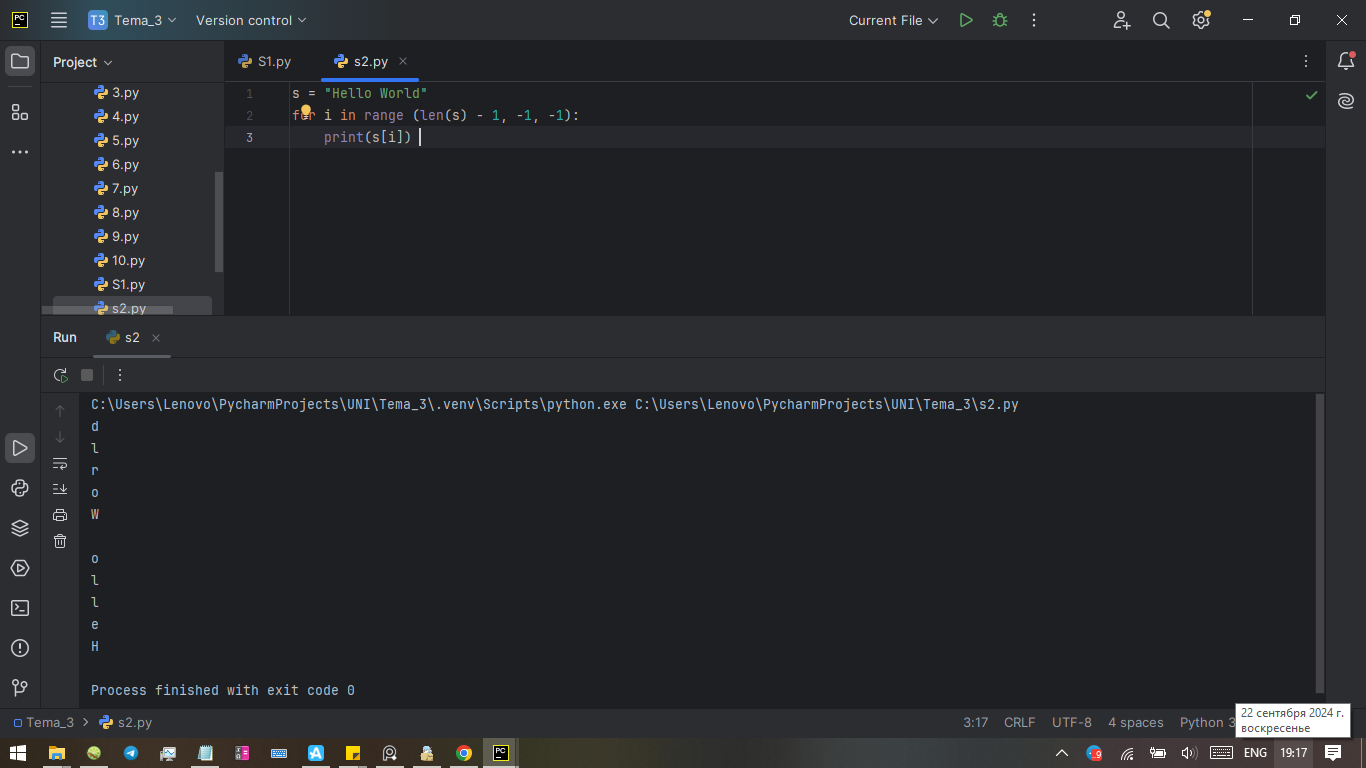 PC T3 Tema_3 Version control Current File
Project S1.py s2.py
3.py
4.py
5.py
6.py
7.py
8.py
9.py
10.py
S1.py
s2.py
1 s = "Hello World"
2 for i in range (len(s) - 1, -1, -1):
3 print(s[i])
Run s2
C:\Users\Lenovo\PycharmProjects\UNI\Tema_3\.venv\Scripts\python.exe C:\Users\Lenovo\PycharmProjects\UNI\Tema_3\s2.py
d
l
r
o
W
o
l
l
e
H
Process finished with exit code 0
Tema_3 s2.py 3:17 CRLF UTF-8 4 spaces Python 3
22 сентября 2024 г.
воскресенье
PC ENG 19:17